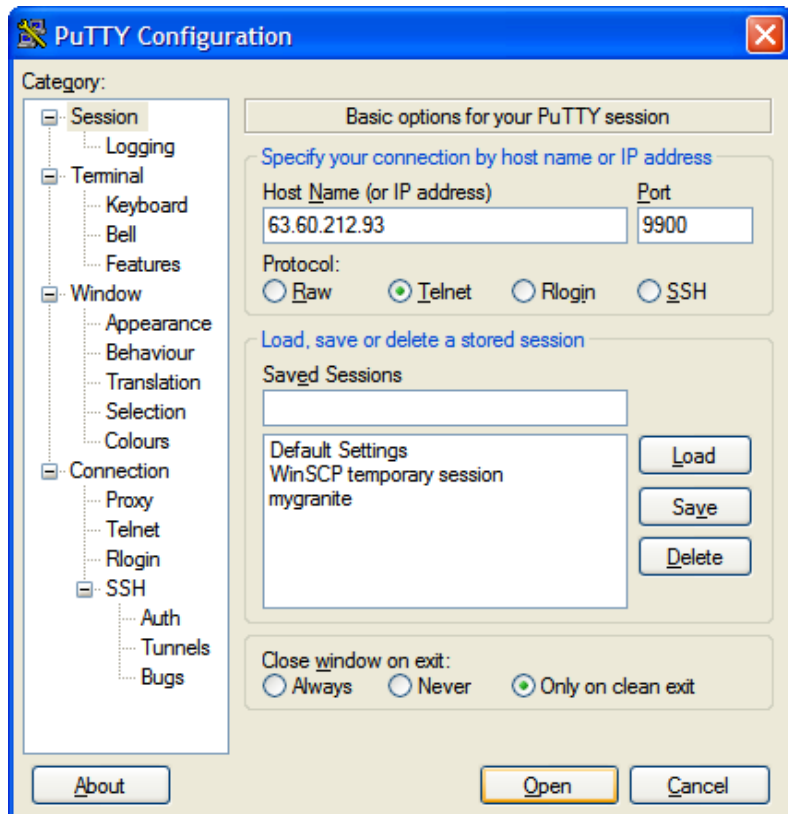 PuTTY Configuration
Category:
Session
Logging
Terminal
Keyboard
Bell
Features
Window
Appearance
Behaviour
Translation
Selection
Colours
Connection
Proxy
Telnet
Rlogin
SSH
Auth
Tunnels
Bugs
Basic options for your PuTTY session
Specify your connection by host name or IP address
Host Name (or IP address) Port
63.60.212.93 9900
Protocol:
Raw Telnet Rlogin SSH
Load, save or delete a stored session
Saved Sessions
Default Settings
WinSCP temporary session
mygranite
Load
Save
Delete
Close window on exit:
Always Never Only on clean exit
About Open Cancel